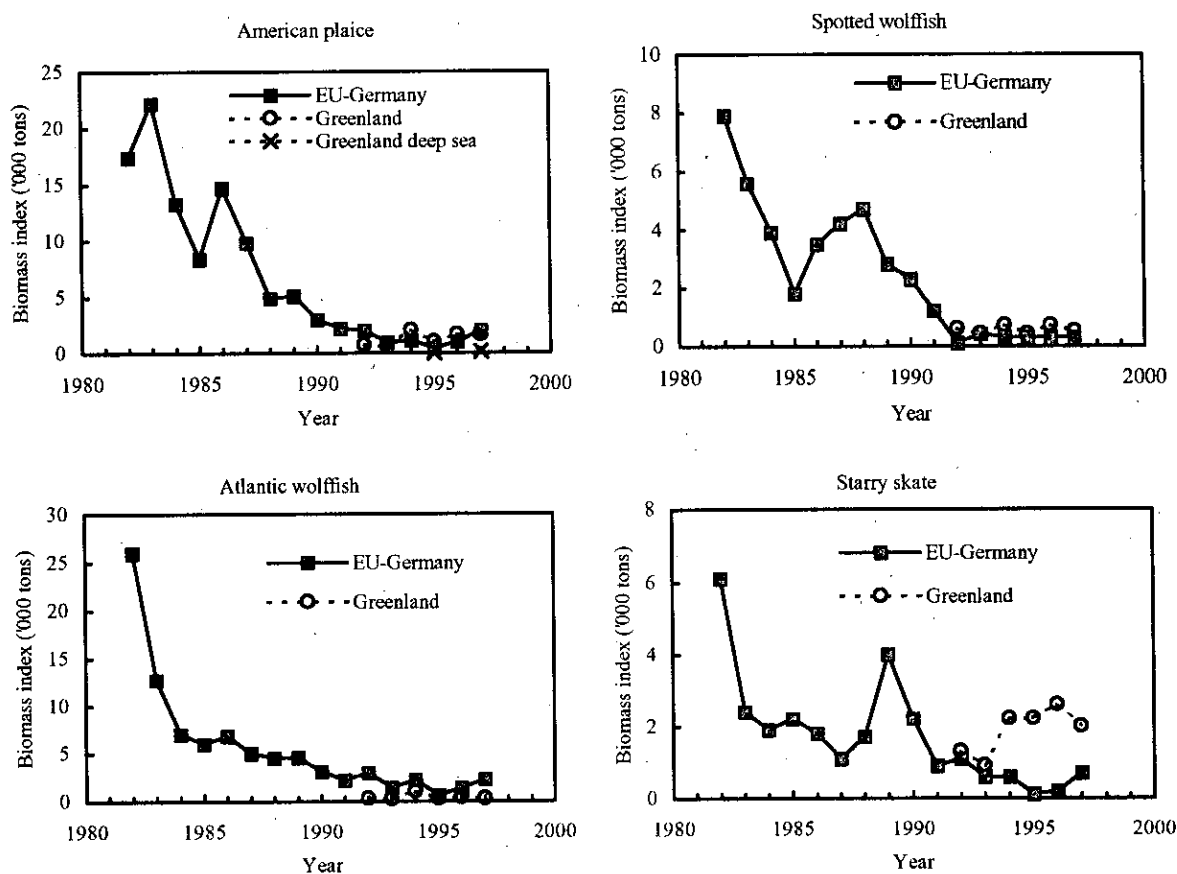 American plaice
25
20
15
10
5
0
Biomass index ('000 tons)
EU-Germany
Greenland
Greenland deep sea
1980 1985 1990 1995 2000
Year
Spotted wolffish
10
8
6
4
2
0
Biomass index ('000 tons)
EU-Germany
Greenland
1980 1985 1990 1995 2000
Year
Atlantic wolffish
30
25
20
15
10
5
0
Biomass index ('000 tons)
EU-Germany
Greenland
1980 1985 1990 1995 2000
Year
Starry skate
8
6
4
2
0
Biomass index ('000 tons)
EU-Germany
Greenland
1980 1985 1990 1995 2000
Year